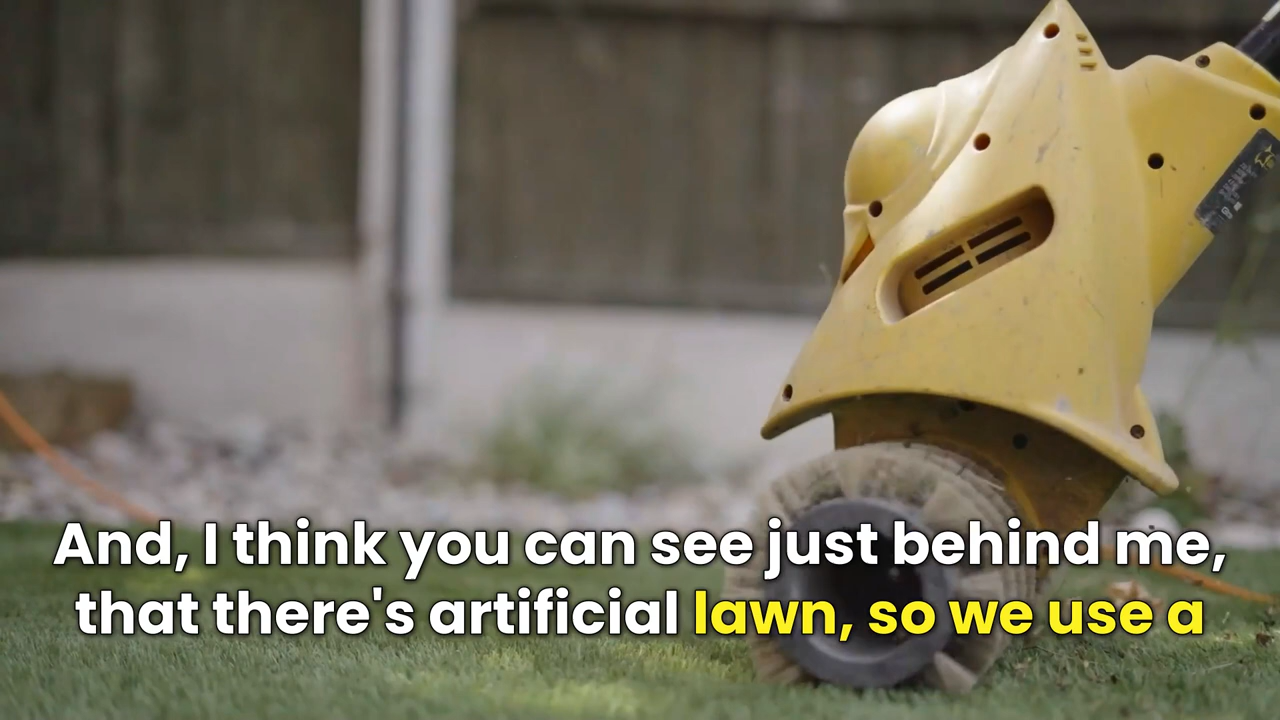 And, I think you can see just behind me,
that there's artificial lawn, so we use a